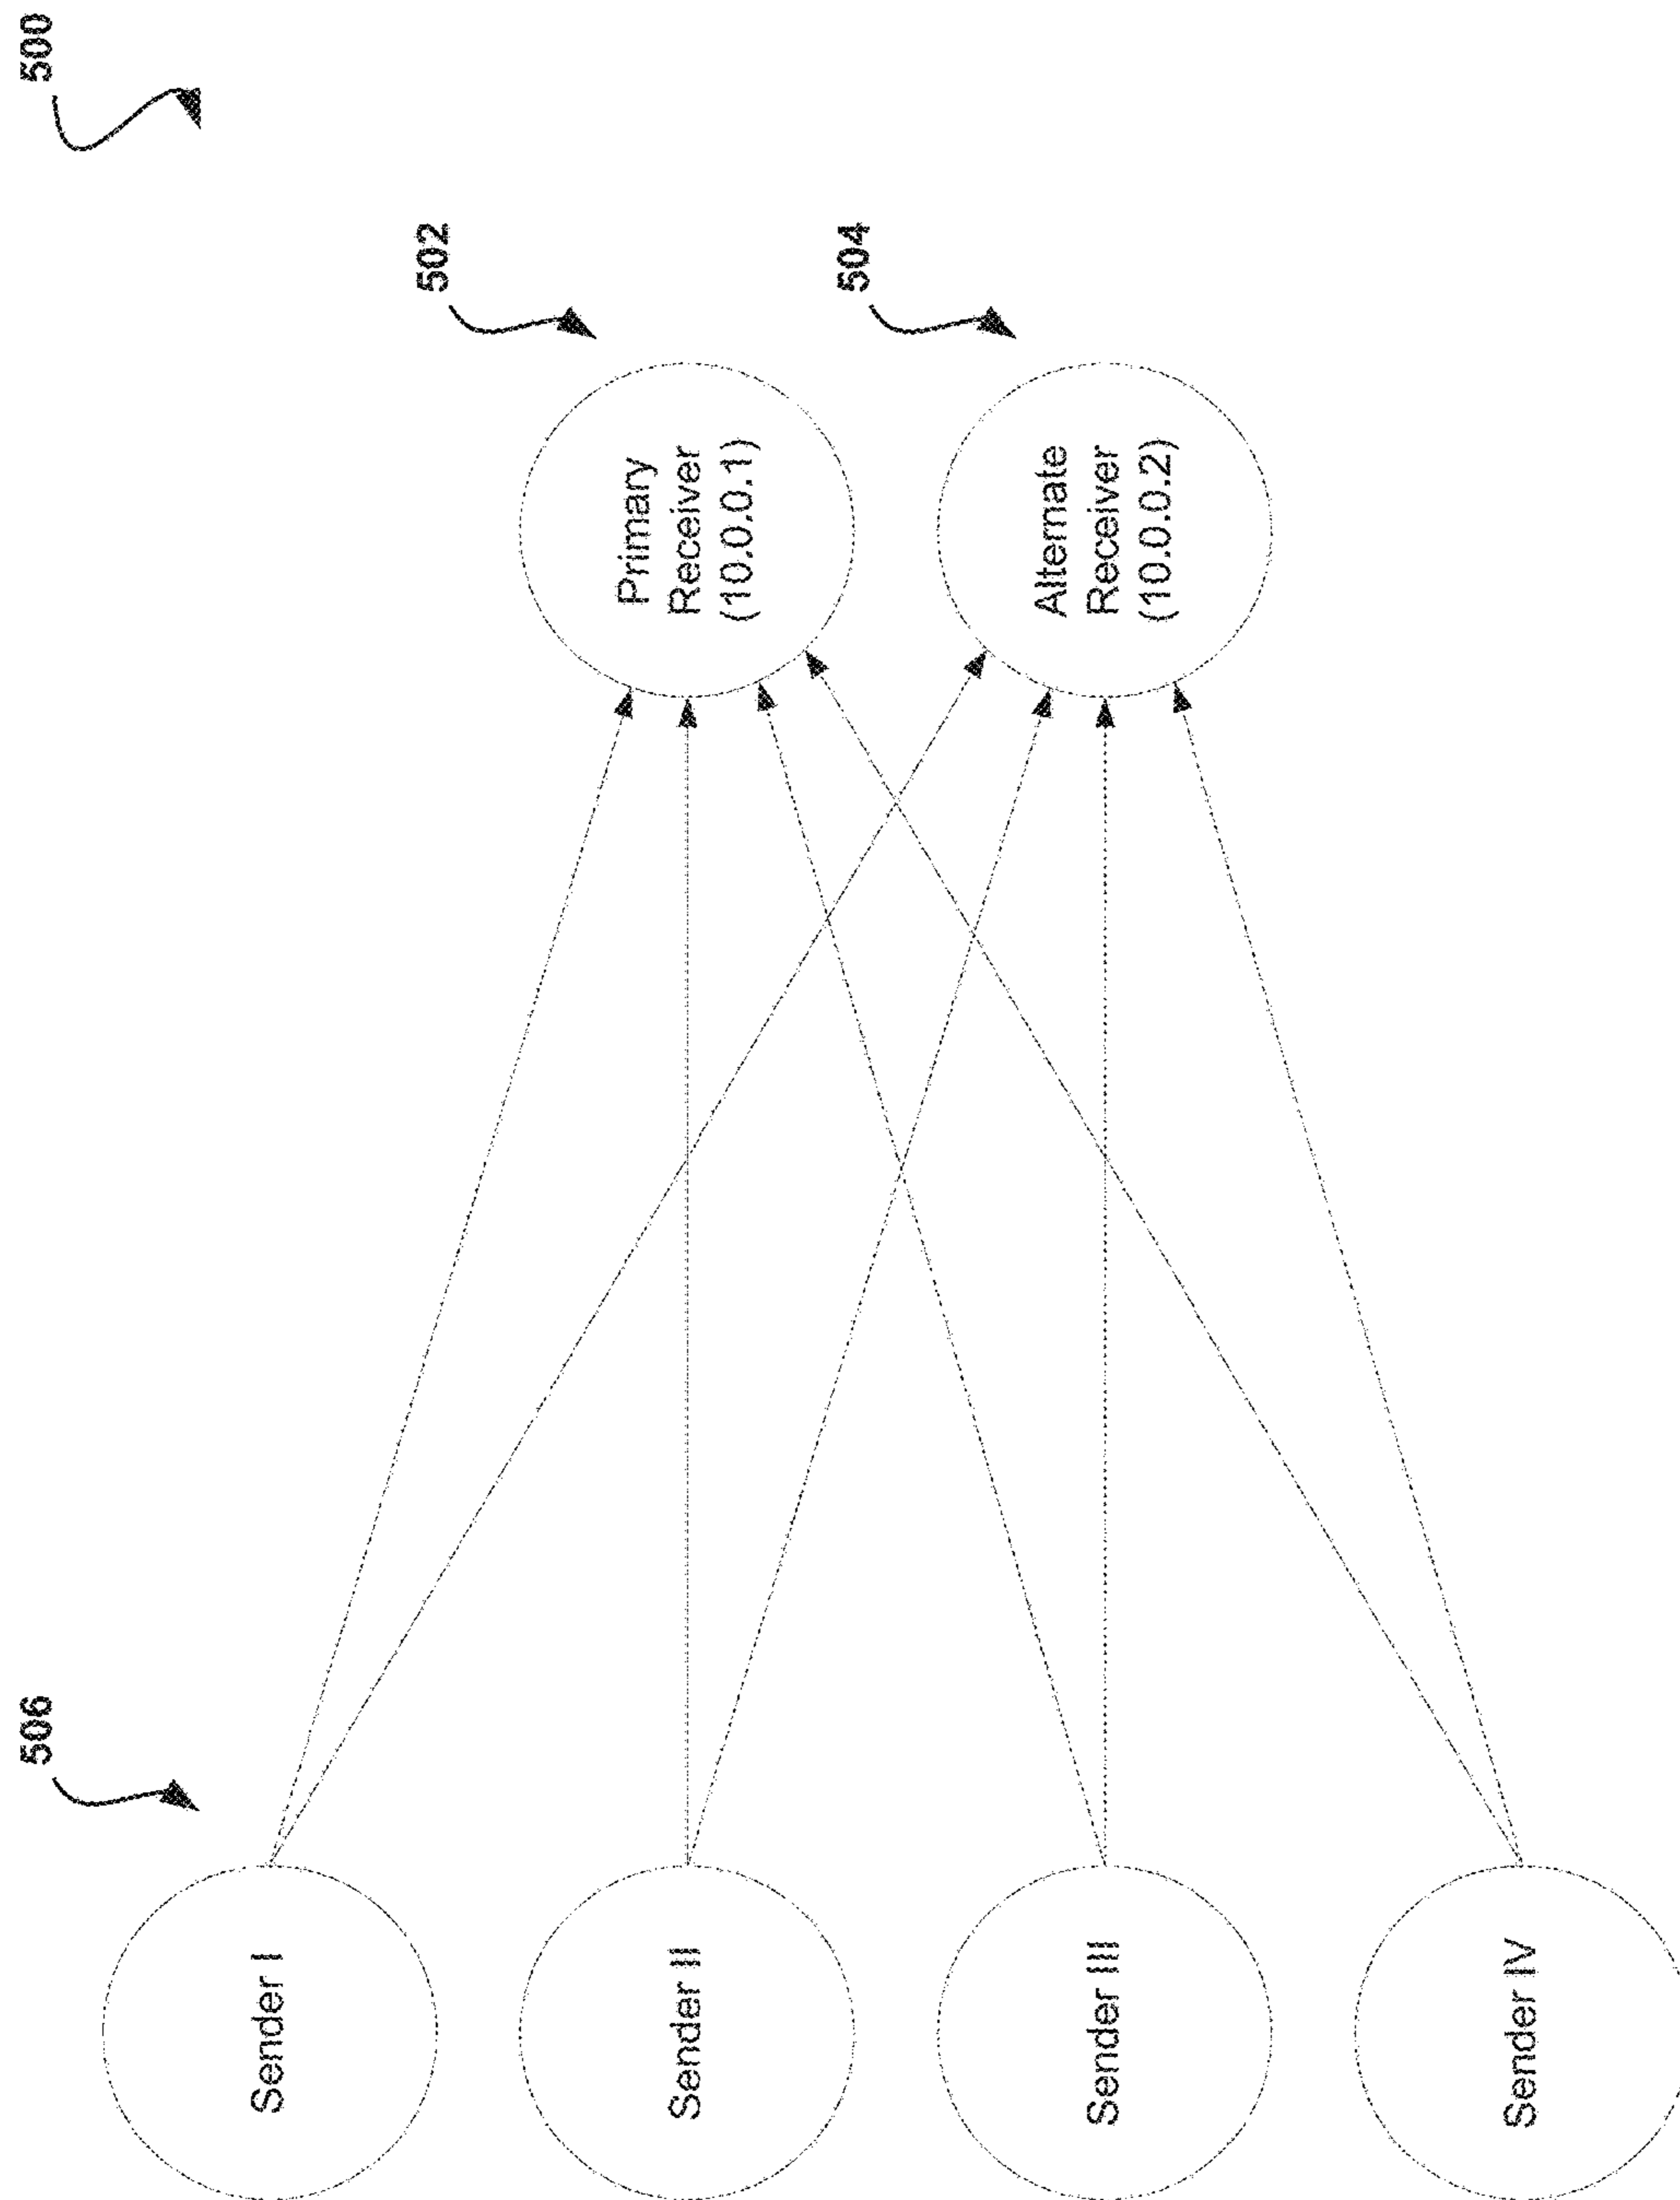 500
502
Primary
Receiver
(10.0.0.1)
504
Alternate
Receiver
(10.0.0.2)
506
Sender I
Sender II
Sender III
Sender IV